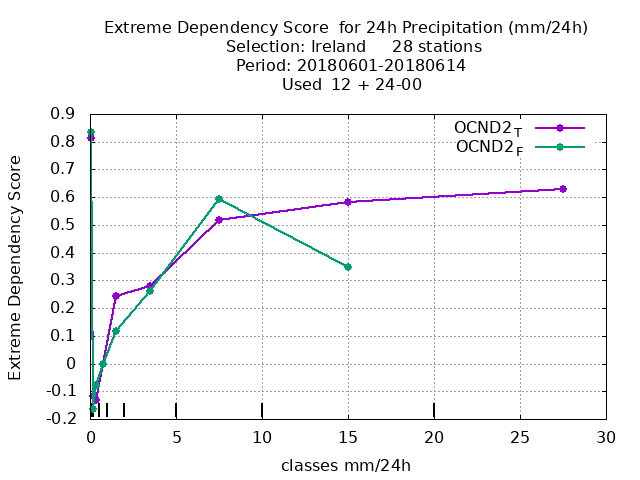 Extreme Dependency Score  for 24h Precipitation (mm/24h)
Selection: Ireland     28 stations
Period: 20180601-20180614
Used  12 + 24-00
OCND2T
OCND2F
Extreme Dependency Score
0.9
0.8
0.7
0.6
0.5
0.4
0.3
0.2
0.1
0
-0.1
-0.2
0 5 10 15 20 25 30
classes mm/24h